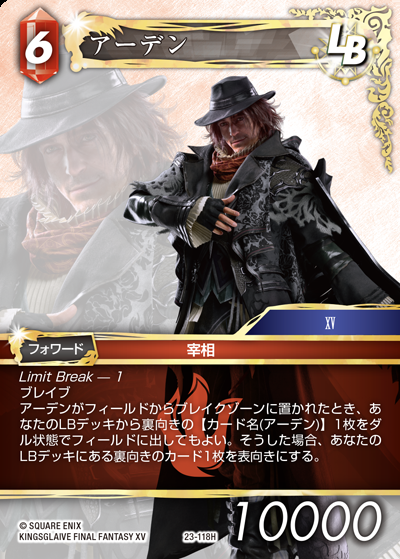 6
アーデン
LB
XV
フォワード
宰相
Limit Break — 1
ブレイブ
アーデンがフィールドからブレイクゾーンに置かれたとき、あ
なたのLBデッキから裏向きの【カード名(アーデン)】1枚をダ
ル状態でフィールドに出してもよい。そうした場合、あなたの
LBデッキにある裏向きのカード1枚を表向きにする。
© SQUARE ENIX
KINGSGLAIVE FINAL FANTASY XV
23-118H
10000